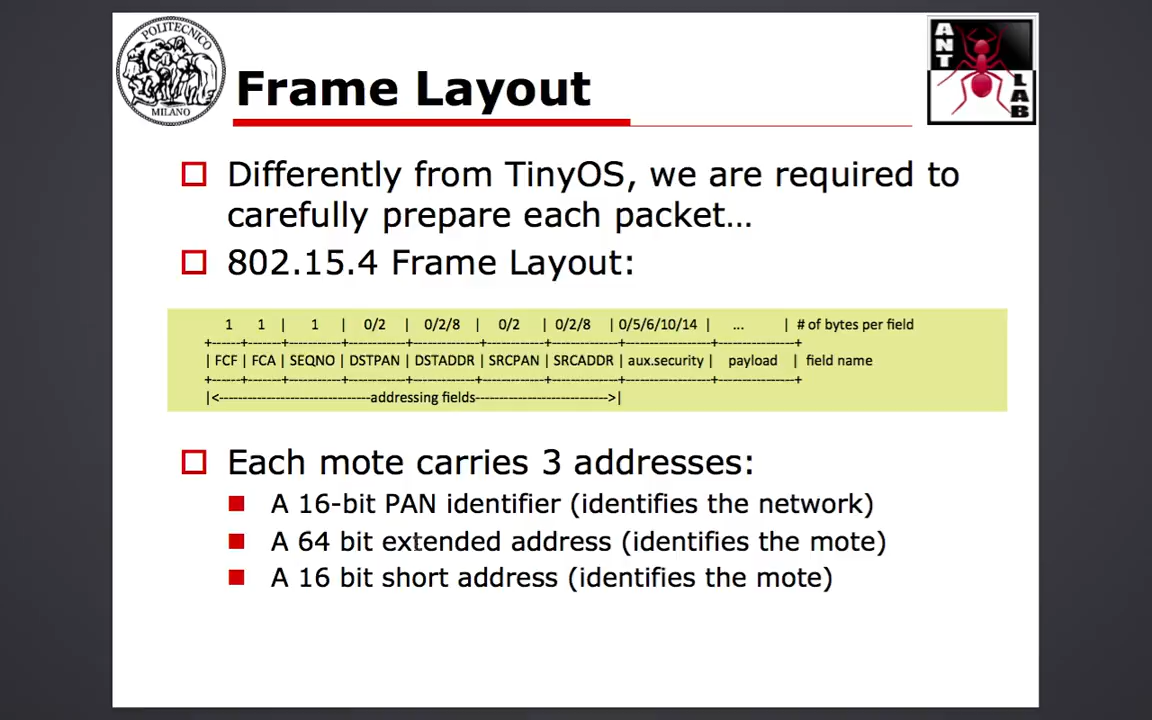 POLITECNICO
MILANO
Frame Layout
ANT
LAB
Differently from TinyOS, we are required to
carefully prepare each packet...
802.15.4 Frame Layout:
1 1 | 1 | 0/2 | 0/2/8 | 0/2 | 0/2/8 | 0/5/6/10/14 | ... | # of bytes per field
+------+-------+------------+-----------+------------+-----------+------------+-------------------+-----------------+
| FCF | FCA | SEQNO | DSTPAN | DSTADDR | SRCPAN | SRCADDR | aux.security | payload | field name
+------+-------+------------+-----------+------------+-----------+------------+-------------------+-----------------+
|<--------------------------addressing fields---------------------->|
Each mote carries 3 addresses:
A 16-bit PAN identifier (identifies the network)
A 64 bit extended address (identifies the mote)
A 16 bit short address (identifies the mote)